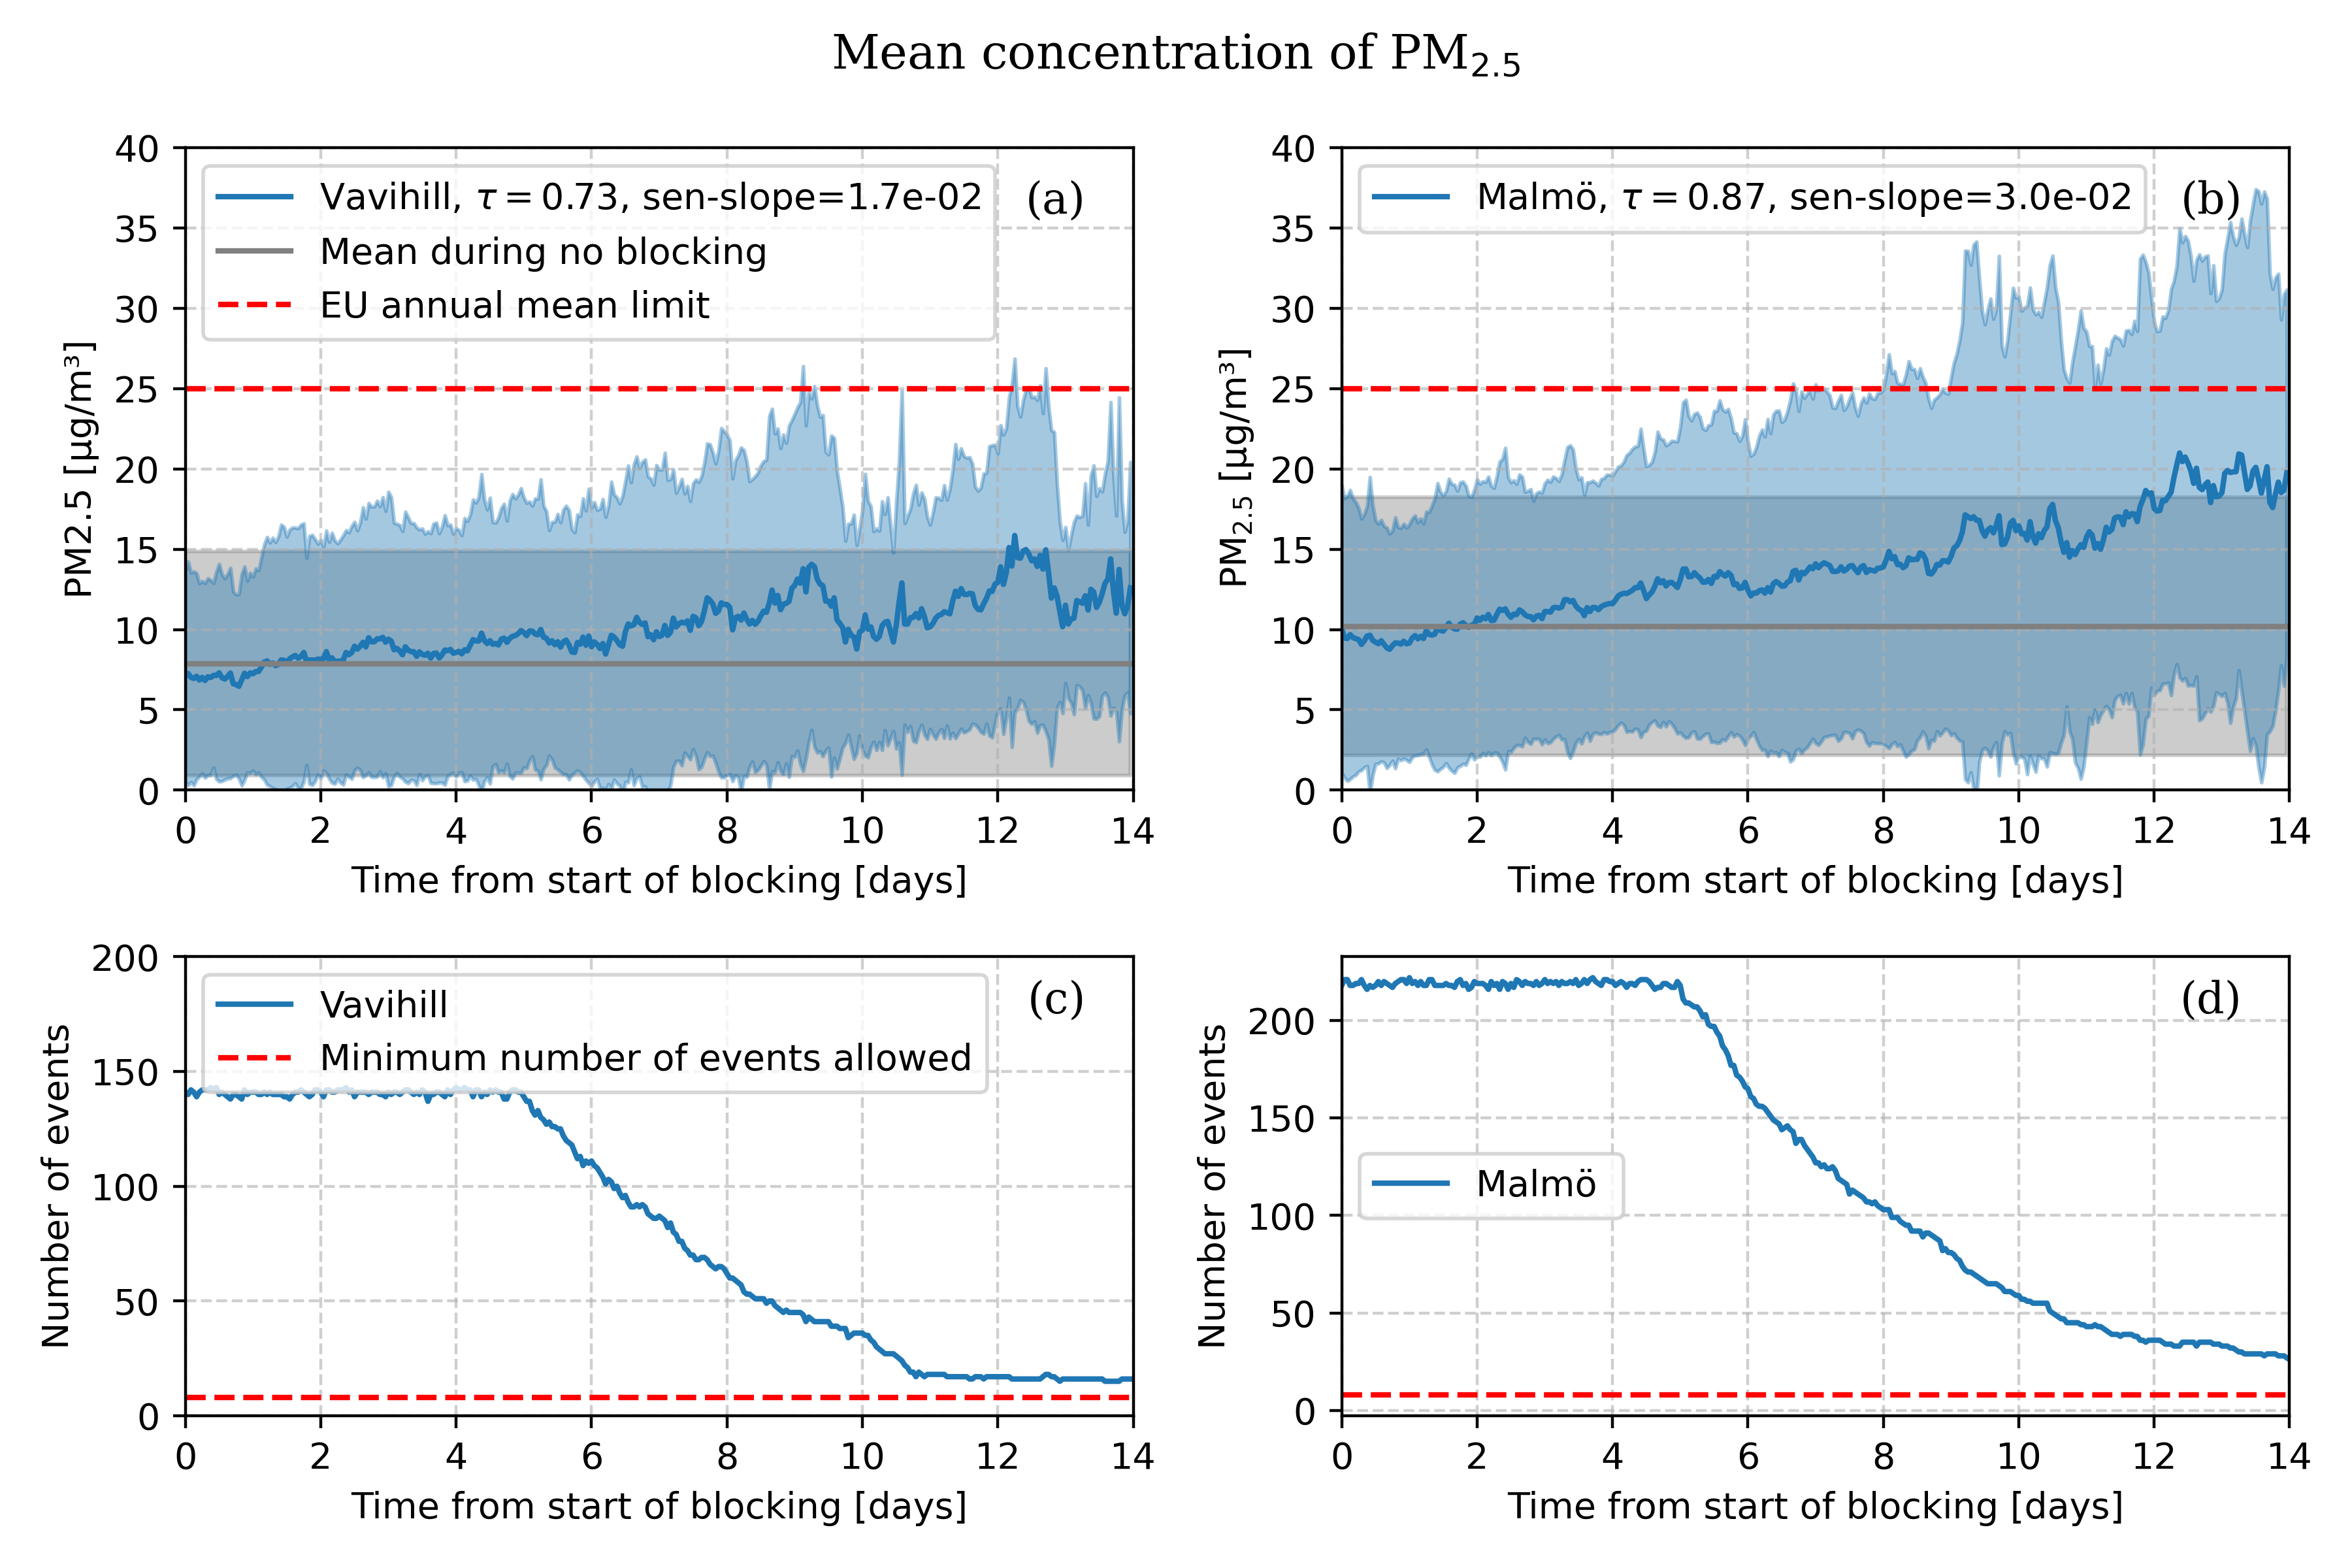 Mean concentration of PM₂.₅
40
35
30
25
20
15
10
5
0
PM2.5 [µg/m³]
Vavihill, τ = 0.73, sen-slope=1.7e-02
Mean during no blocking
EU annual mean limit
(a)
0 2 4 6 8 10 12 14
Time from start of blocking [days]
40
35
30
25
20
15
10
5
0
PM₂.₅ [µg/m³]
Malmö, τ = 0.87, sen-slope=3.0e-02
(b)
0 2 4 6 8 10 12 14
Time from start of blocking [days]
200
150
100
50
0
Number of events
Vavihill
Minimum number of events allowed
(c)
0 2 4 6 8 10 12 14
Time from start of blocking [days]
200
150
100
50
0
Number of events
Malmö
(d)
0 2 4 6 8 10 12 14
Time from start of blocking [days]